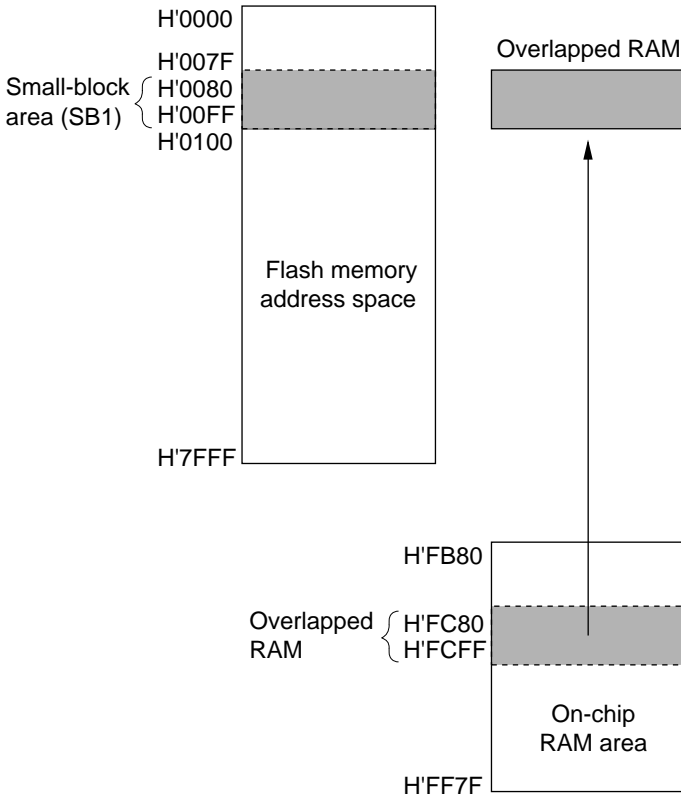 H'0000
H'007F
Small-block
area (SB1)
H'0080
H'00FF
H'0100
Overlapped RAM
Flash memory
address space
H'7FFF
H'FB80
Overlapped
RAM
H'FC80
H'FCFF
On-chip
RAM area
H'FF7F